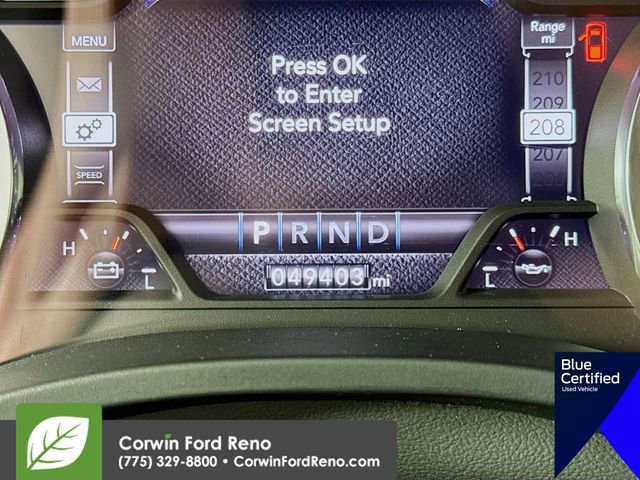 MENU
Range
mi
Press OK
to Enter
Screen Setup
210
209
208
207
SPEED
P R N D
H
L
049403 mi
L
H
Blue
Certified
Used Vehicle
Corwin Ford Reno
(775) 329-8800 • CorwinFordReno.com